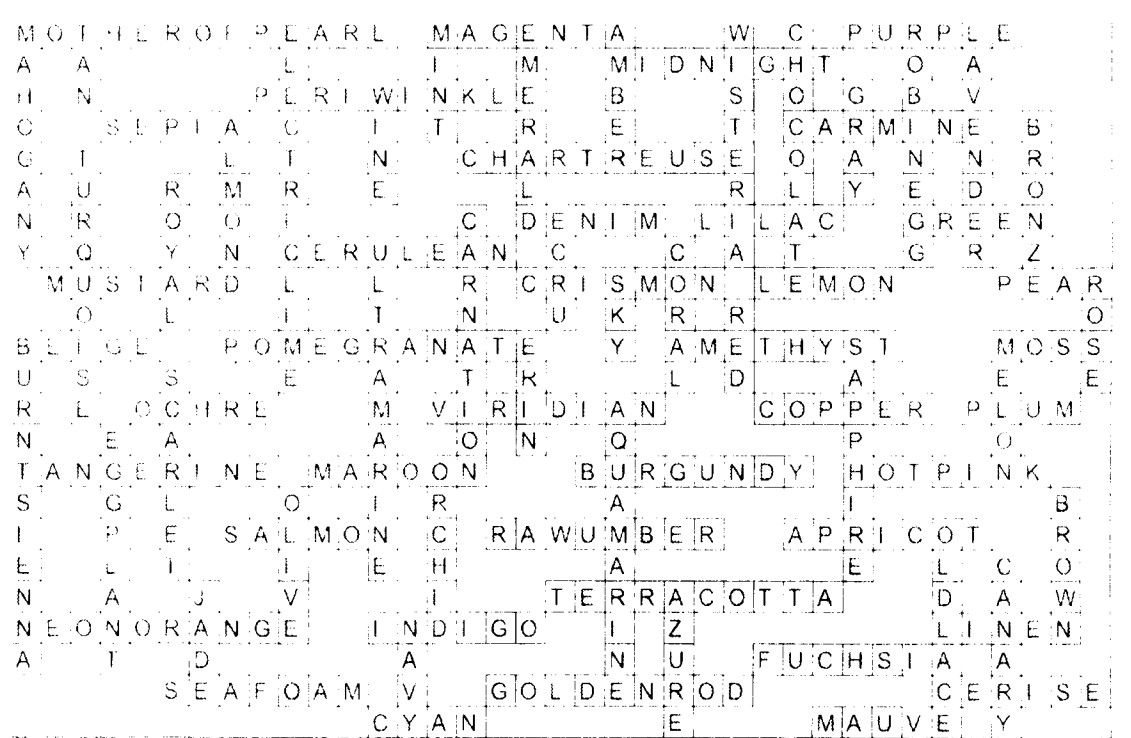 MOTHEROFPEARL MAGENTA W C PURPLE
A A L I M MIDNIGHT O A
H N PERIWINKLE B S O G B V
O SEPIA C I T R E T CARMINE B
G T L T N CHARTREUSE O A N N R
A U R M R E L R L Y E D O
N R O O I C DENIM LILAC GREEN
Y Q Y N CERULEAN C C A T G R Z
MUSTARD L L R CRISMON LEMON PEAR
O L I T N U K R R O
BEIGE POMEGRANATE Y AMETHYST MOSS
U S S E A T R L D A E E
R E OCHRE M VIRIDIAN COPPER PLUM
N E A A O N Q P O
TANGERINE MAROON BURGUNDY HOTPINK
S G L O I R A I B
I P E SALMON C RAWUMBER APRICOT R
E L T I E H A E L C O
N A J V I TERRACOTTA D A W
NEONORANGE INDIGO I Z LINEN
A T D A N U FUCHSIA A
SEAFOAM V GOLDENROD CERISE
CYAN E MAUVE Y